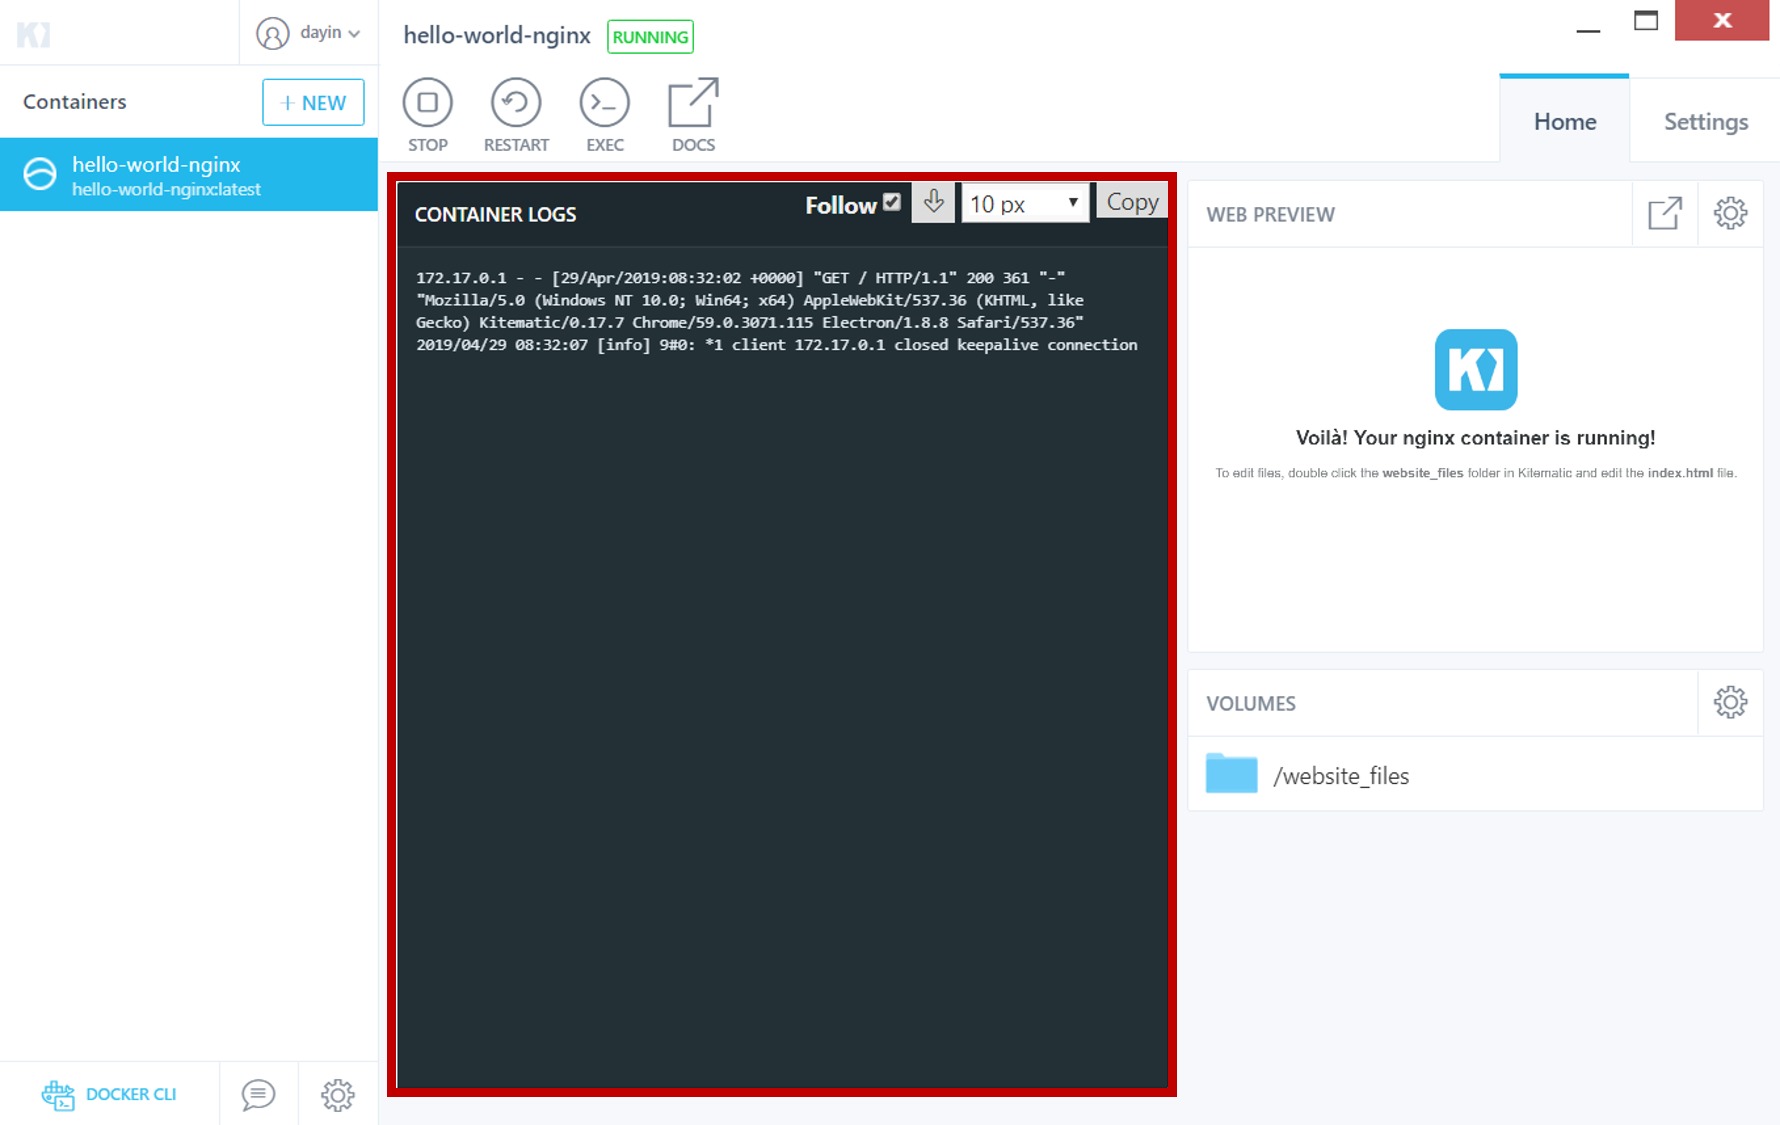 dayin
hello-world-nginx RUNNING
X
Containers
+ NEW
hello-world-nginx
hello-world-nginx:latest
STOP RESTART EXEC DOCS
Home Settings
CONTAINER LOGS
Follow
10 px
Copy
172.17.0.1 - - [29/Apr/2019:08:32:02 +0000] "GET / HTTP/1.1" 200 361 "-"
"Mozilla/5.0 (Windows NT 10.0; Win64; x64) AppleWebKit/537.36 (KHTML, like
Gecko) Kitematic/0.17.7 Chrome/59.0.3071.115 Electron/1.8.8 Safari/537.36"
2019/04/29 08:32:07 [info] 9#0: *1 client 172.17.0.1 closed keepalive connection
WEB PREVIEW
Voilà! Your nginx container is running!
To edit files, double click the website_files folder in Kitematic and edit the index.html file.
VOLUMES
/website_files
DOCKER CLI